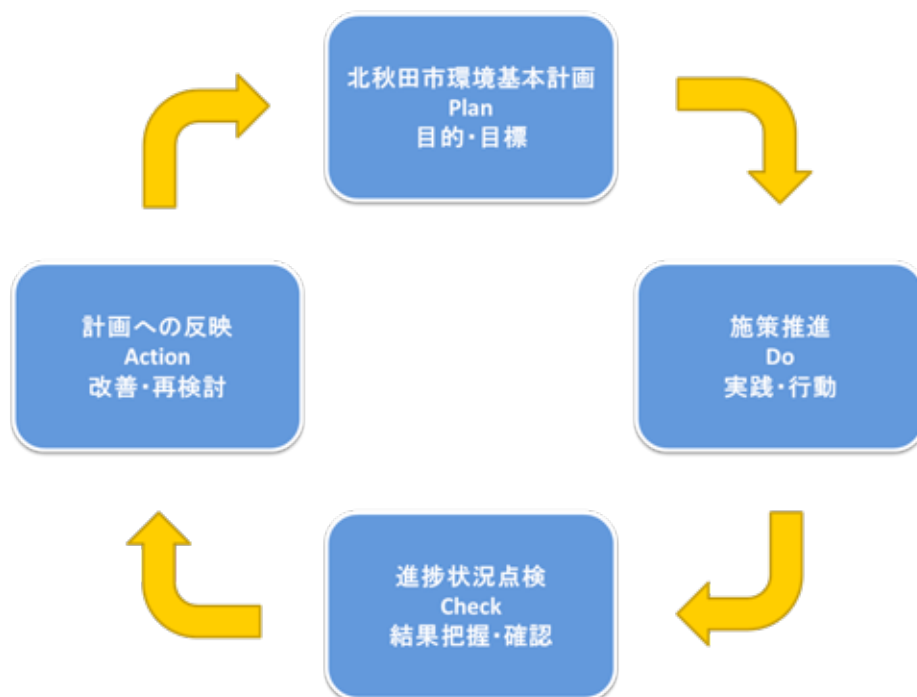 北秋田市環境基本計画
Plan
目的・目標
施策推進
Do
実践・行動
進捗状況点検
Check
結果把握・確認
計画への反映
Action
改善・再検討